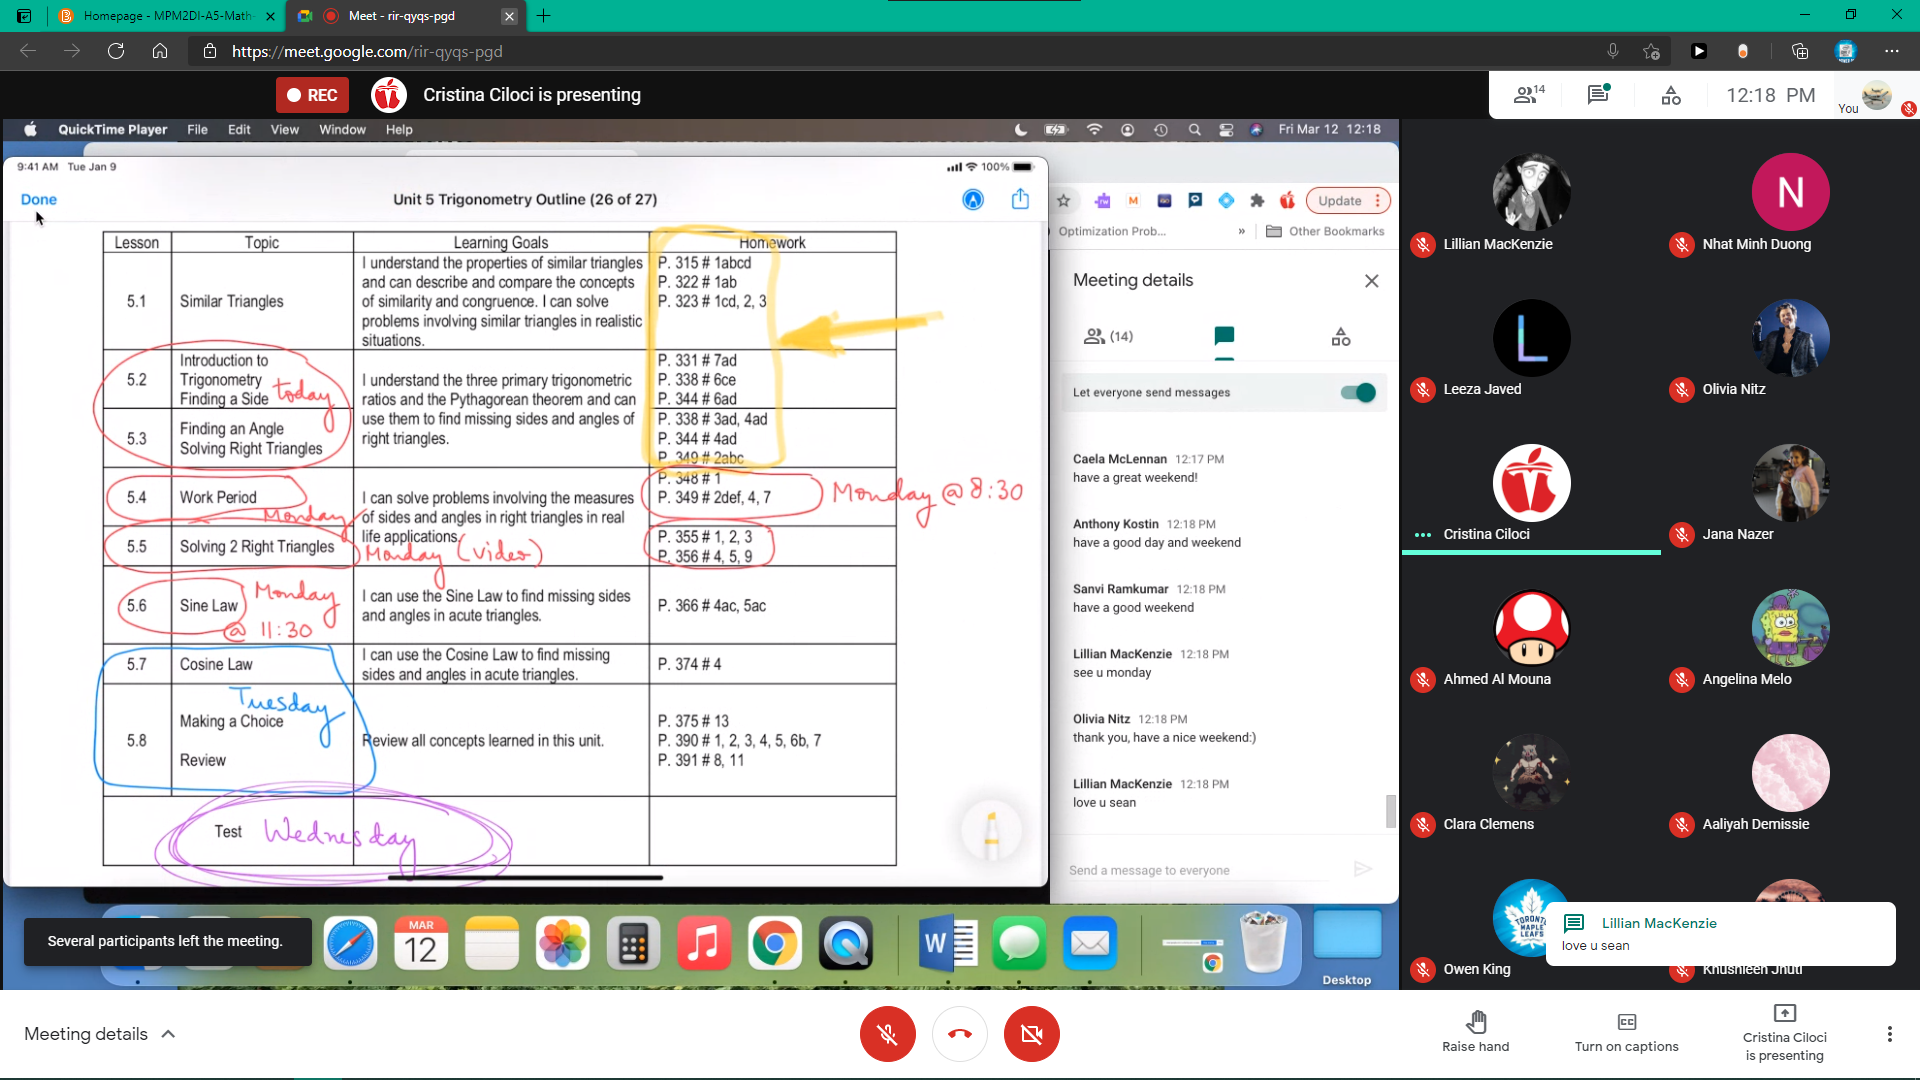 Homepage - MPM2DI-A5-Math-
Meet - rir-qyqs-pgd
https://meet.google.com/rir-qyqs-pgd
REC
Cristina Ciloci is presenting
14
12:18 PM
You
QuickTime Player File Edit View Window Help
Fri Mar 12 12:18
9:41 AM Tue Jan 9
100%
Done
Unit 5 Trigonometry Outline (26 of 27)
Lesson Topic Learning Goals Homework
5.1
Similar Triangles
I understand the properties of similar triangles
and can describe and compare the concepts
of similarity and congruence. I can solve
problems involving similar triangles in realistic
situations.
P. 315 # 1abcd
P. 322 # 1ab
P. 323 # 1cd, 2, 3
5.2
Introduction to
Trigonometry
Finding a Side
today
I understand the three primary trigonometric
ratios and the Pythagorean theorem and can
use them to find missing sides and angles of
right triangles.
P. 331 # 7ad
P. 338 # 6ce
P. 344 # 6ad
5.3
Finding an Angle
Solving Right Triangles
P. 338 # 3ad, 4ad
P. 344 # 4ad
P. 349 # 2abc
5.4
Work Period
Monday
I can solve problems involving the measures
of sides and angles in right triangles in real
life applications.
P. 348 # 1
P. 349 # 2def, 4, 7
Monday @ 8:30
5.5
Solving 2 Right Triangles
Monday (video)
P. 355 # 1, 2, 3
P. 356 # 4, 5, 9
5.6
Sine Law
Monday
@ 11:30
I can use the Sine Law to find missing sides
and angles in acute triangles.
P. 366 # 4ac, 5ac
5.7
Cosine Law
I can use the Cosine Law to find missing
sides and angles in acute triangles.
P. 374 # 4
Tuesday
5.8
Making a Choice
Review
Review all concepts learned in this unit.
P. 375 # 13
P. 390 # 1, 2, 3, 4, 5, 6b, 7
P. 391 # 8, 11
Test
Wednesday
M
Update
Optimization Prob...
»
Other Bookmarks
Meeting details
(14)
Let everyone send messages
Caela McLennan 12:17 PM
have a great weekend!
Anthony Kostin 12:18 PM
have a good day and weekend
Sanvi Ramkumar 12:18 PM
have a good weekend
Lillian MacKenzie 12:18 PM
see u monday
Olivia Nitz 12:18 PM
thank you, have a nice weekend:)
Lillian MacKenzie 12:18 PM
love u sean
Send a message to everyone
Lillian MacKenzie
N
Nhat Minh Duong
L
Leeza Javed
Olivia Nitz
Cristina Ciloci
Jana Nazer
Ahmed Al Mouna
Angelina Melo
Clara Clemens
Aaliyah Demissie
TORONTO
MAPLE
LEAFS
Owen King
Khushleen Jhuti
Lillian MacKenzie
love u sean
Several participants left the meeting.
MAR
12
W
Desktop
Meeting details
Raise hand
Turn on captions
Cristina Ciloci
is presenting